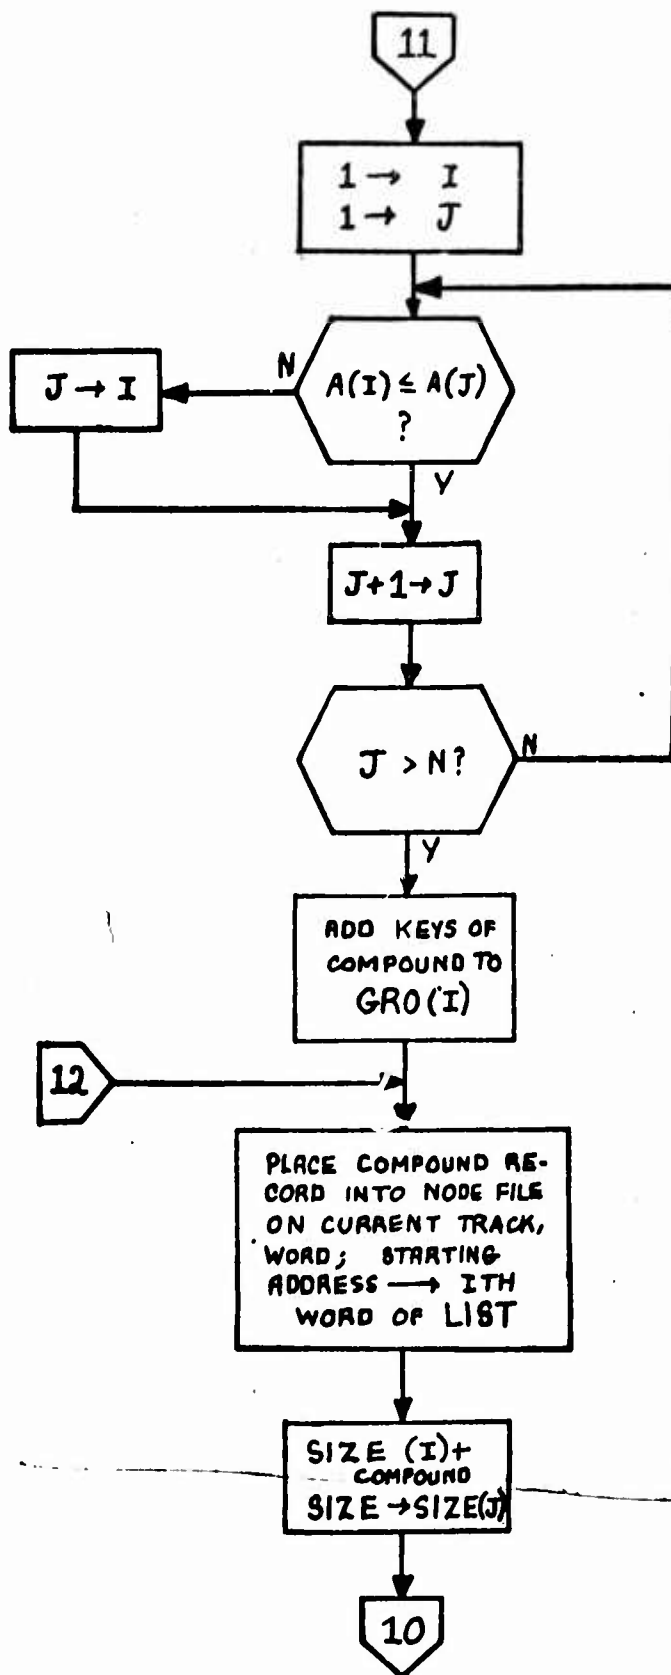 11
1 → I
1 → J
N
J → I
A(I) ≤ A(J)
?
Y
J+1→J
J > N?
N
Y
ADD KEYS OF
COMPOUND TO
GRO(I)
12
PLACE COMPOUND RE-
CORD INTO NODE FILE
ON CURRENT TRACK,
WORD; STARTING
ADDRESS → ITH
WORD OF LIST
SIZE (I)+
COMPOUND
SIZE→SIZE(J)
10